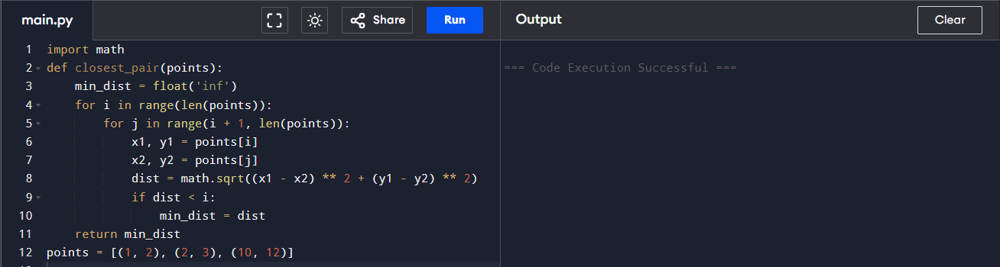 main.py Share Run Output Clear
1 import math
2 def closest_pair(points):
3     min_dist = float('inf')
4     for i in range(len(points)):
5         for j in range(i + 1, len(points)):
6             x1, y1 = points[i]
7             x2, y2 = points[j]
8             dist = math.sqrt((x1 - x2) ** 2 + (y1 - y2) ** 2)
9             if dist < i:
10                 min_dist = dist
11     return min_dist
12 points = [(1, 2), (2, 3), (10, 12)]
=== Code Execution Successful ===